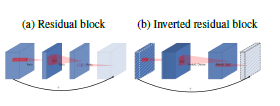 (a) Residual block
(b) Inverted residual block